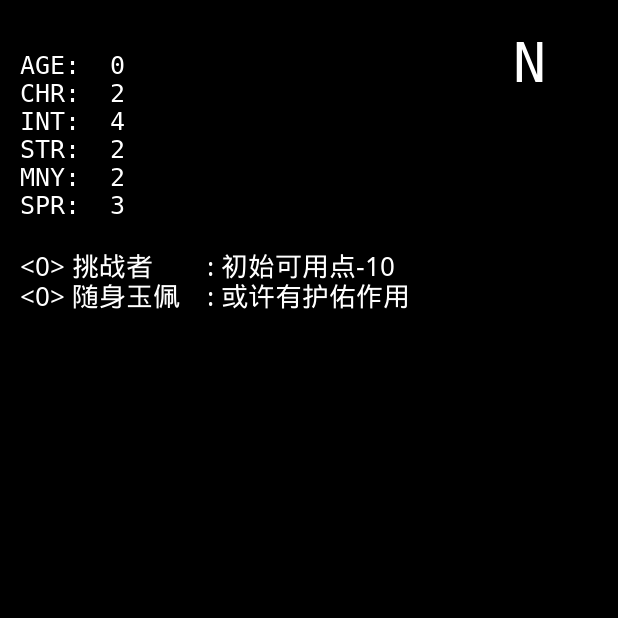 N
AGE: 0
CHR: 2
INT: 4
STR: 2
MNY: 2
SPR: 3
<0> 挑战者 : 初始可用点-10
<0> 随身玉佩 : 或许有护佑作用